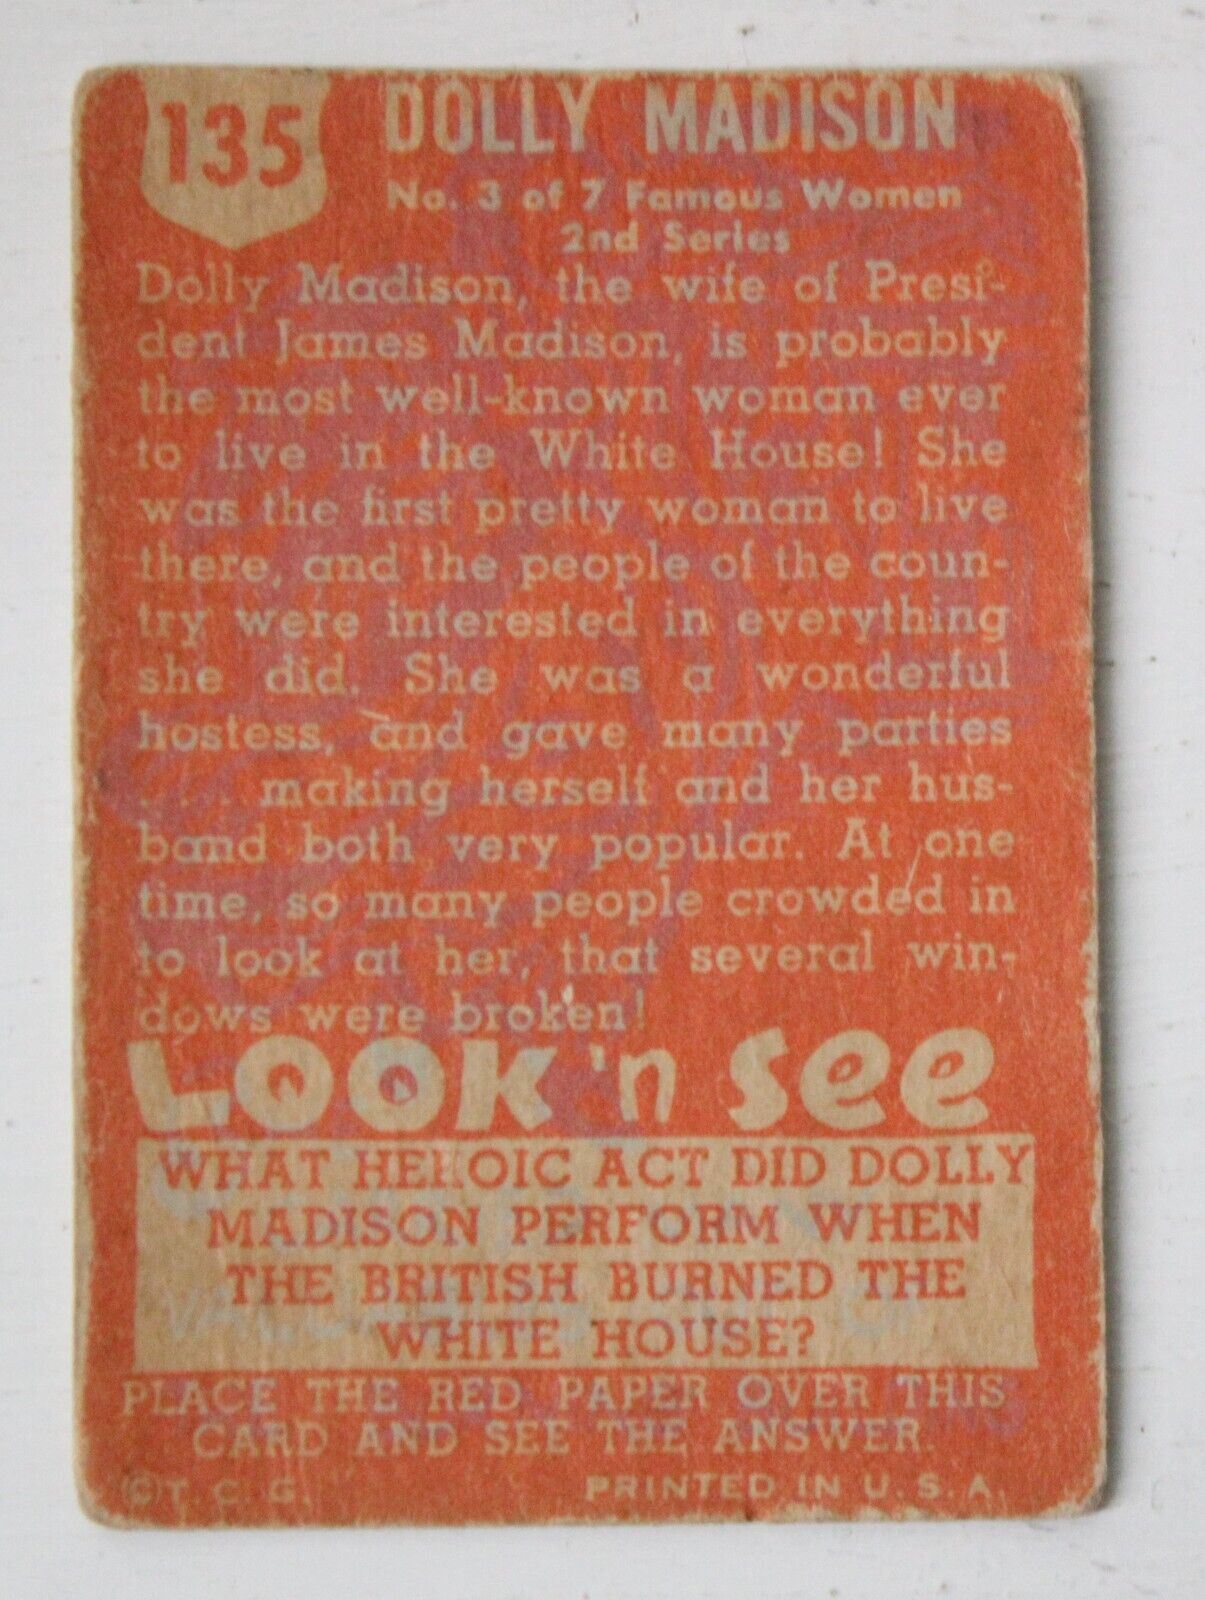 135
DOLLY MADISON
No. 3 of 7 Famous Women
2nd Series
Dolly Madison, the wife of Presi-
dent James Madison, is probably
the most well-known woman ever
to live in the White House! She
was the first pretty woman to live
there, and the people of the coun-
try were interested in everything
she did. She was a wonderful
hostess, and gave many parties
. . . making herself and her hus-
band both very popular. At one
time, so many people crowded in
to look at her, that several win-
dows were broken!
LOOK 'n See
WHAT HEROIC ACT DID DOLLY
MADISON PERFORM WHEN
THE BRITISH BURNED THE
WHITE HOUSE?
PLACE THE RED PAPER OVER THIS
CARD AND SEE THE ANSWER.
© T. C. G. PRINTED IN U. S. A.